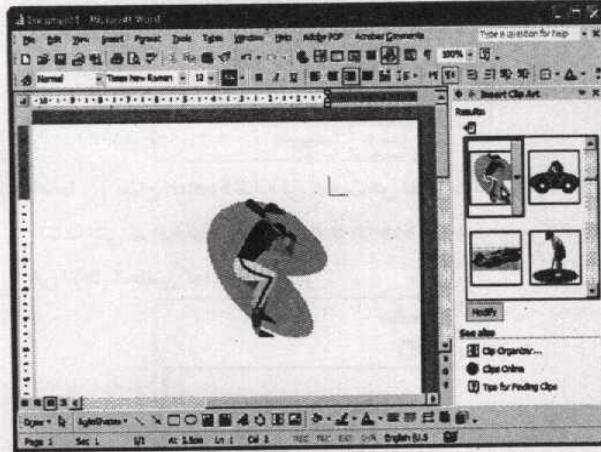 Document1 - Microsoft Word
File Edit View Insert Format Tools Table Window Help Adobe PDF Acrobat Comments
Type a question for help
100%
Normal Times New Roman 12
Insert Clip Art
Results
Modify
See also
Clip Organizer...
Clips Online
Tips for Finding Clips
Draw AutoShapes
Page 1 Sec 1 1/1 At 2.5cm Ln 1 Col 2 REC TRK EXT OVR English (U.S